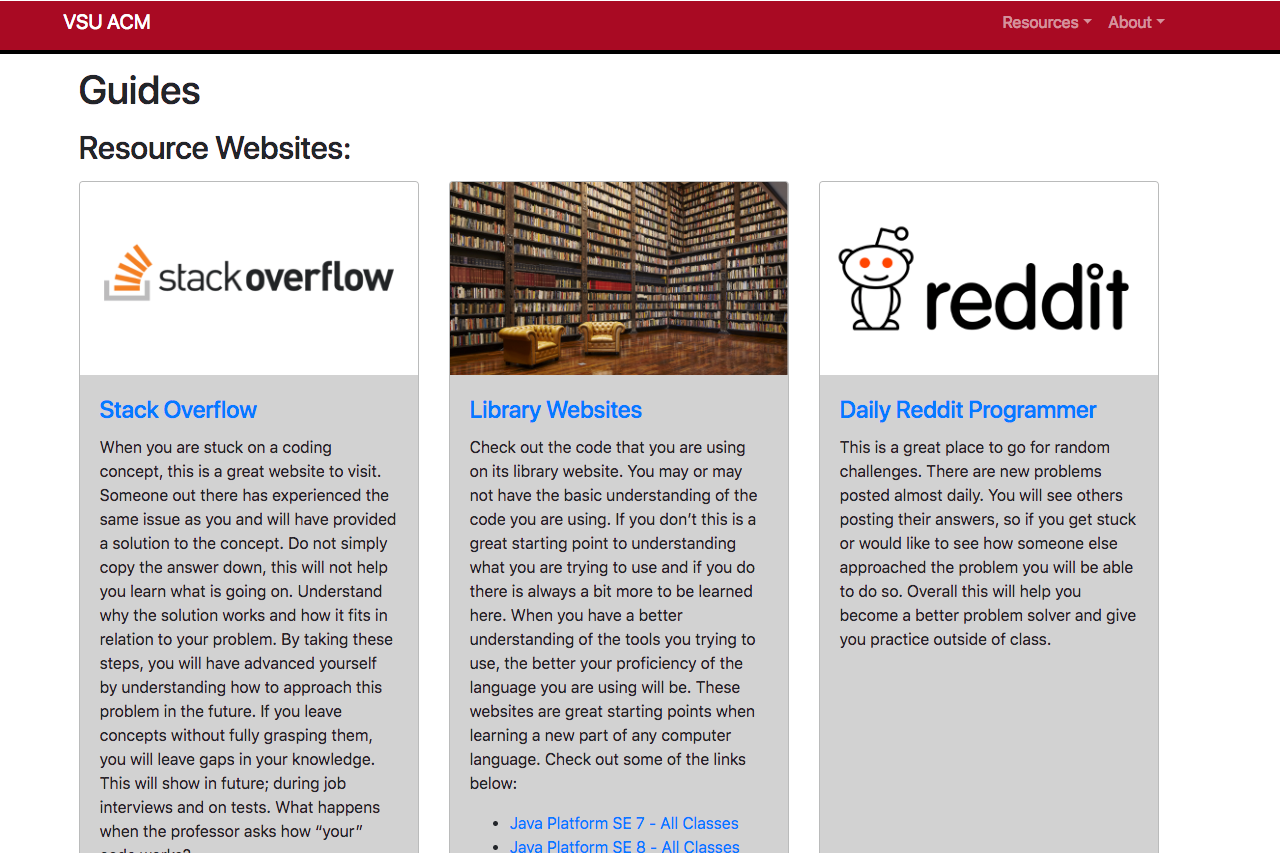 VSU ACM
Resources
About
Guides
Resource Websites:
stackoverflow
reddit
Stack Overflow
When you are stuck on a coding
concept, this is a great website to visit.
Someone out there has experienced the
same issue as you and will have provided
a solution to the concept. Do not simply
copy the answer down, this will not help
you learn what is going on. Understand
why the solution works and how it fits in
relation to your problem. By taking these
steps, you will have advanced yourself
by understanding how to approach this
problem in the future. If you leave
concepts without fully grasping them,
you will leave gaps in your knowledge.
This will show in future; during job
interviews and on tests. What happens
when the professor asks how “your”
code works?
Library Websites
Check out the code that you are using
on its library website. You may or may
not have the basic understanding of the
code you are using. If you don’t this is a
great starting point to understanding
what you are trying to use and if you do
there is always a bit more to be learned
here. When you have a better
understanding of the tools you trying to
use, the better your proficiency of the
language you are using will be. These
websites are great starting points when
learning a new part of any computer
language. Check out some of the links
below:
• Java Platform SE 7 - All Classes
• Java Platform SE 8 - All Classes
Daily Reddit Programmer
This is a great place to go for random
challenges. There are new problems
posted almost daily. You will see others
posting their answers, so if you get stuck
or would like to see how someone else
approached the problem you will be able
to do so. Overall this will help you
become a better problem solver and give
you practice outside of class.